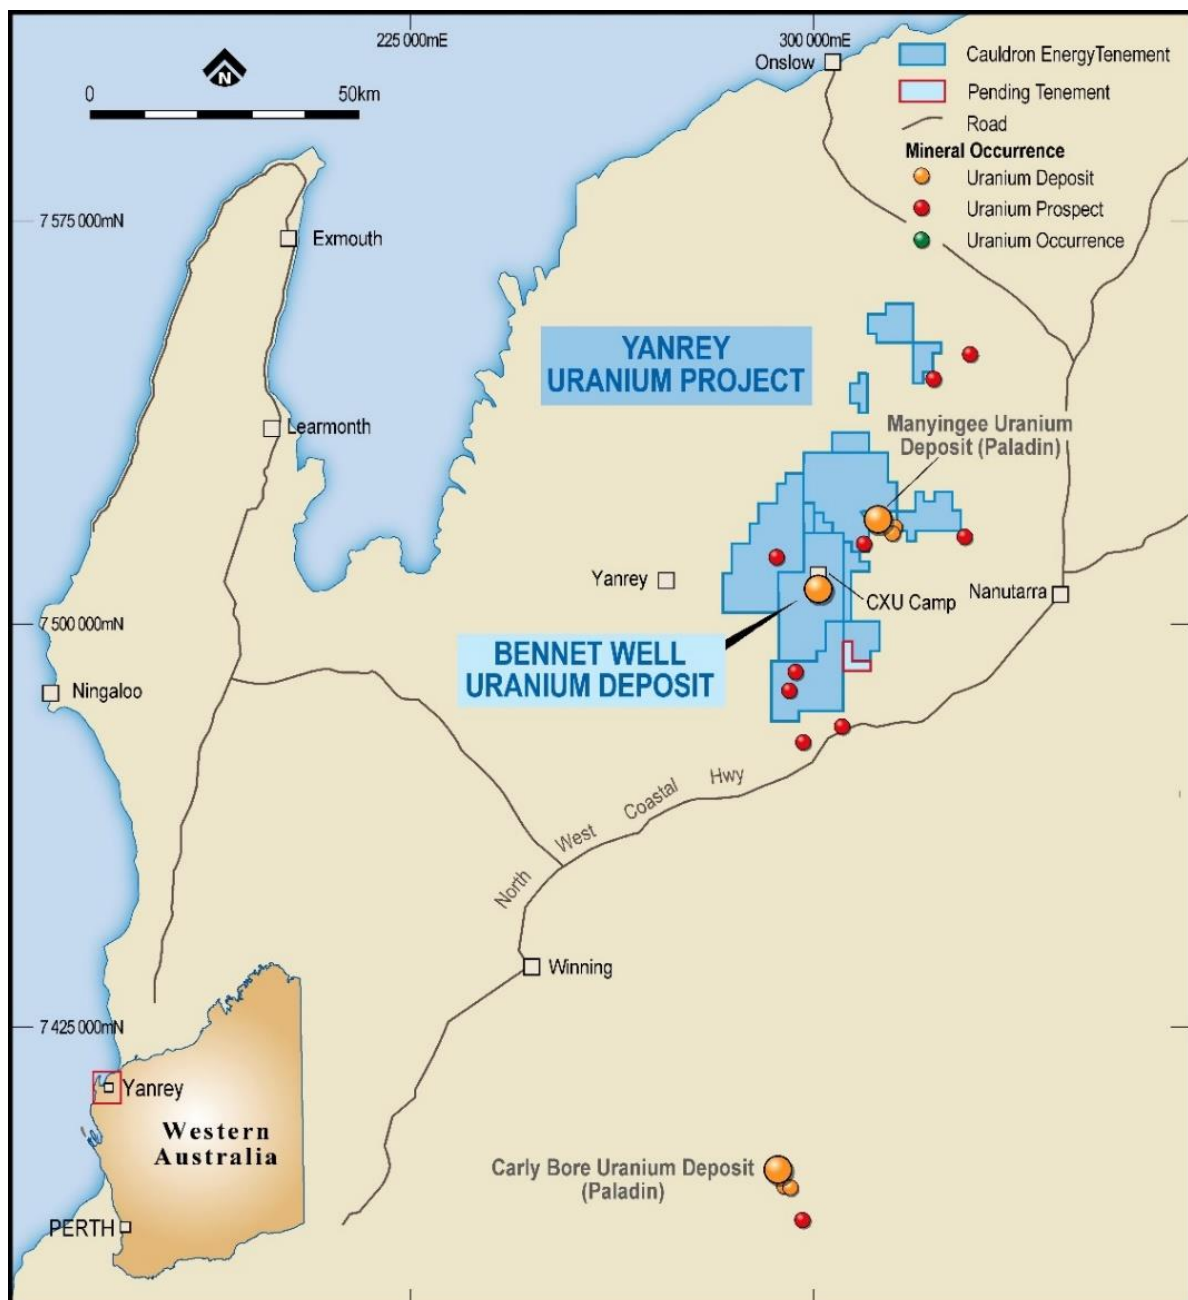 225 000mE
300 000mE
Onslow
N
0
50km
Cauldron EnergyTenement
Pending Tenement
Road
Mineral Occurrence
Uranium Deposit
Uranium Prospect
Uranium Occurrence
7 575 000mN
Exmouth
YANREY
URANIUM PROJECT
Learmonth
Manyingee Uranium
Deposit (Paladin)
Yanrey
CXU Camp
Nanutarra
7 500 000mN
BENNET WELL
URANIUM DEPOSIT
Ningaloo
North West Coastal Hwy
Winning
7 425 000mN
Yanrey
Western
Australia
Carly Bore Uranium Deposit
(Paladin)
PERTH